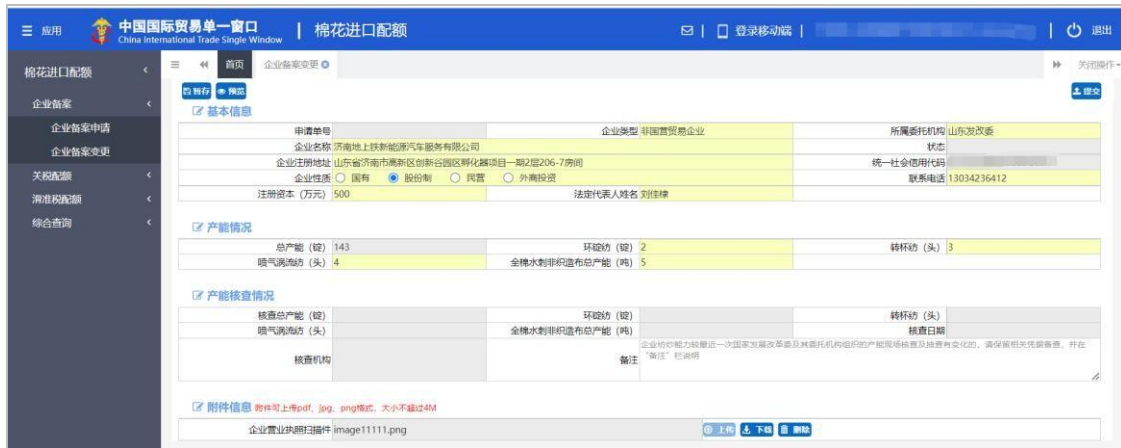 应用 中国国际贸易单一窗口 | 棉花进口配额 | 登录移动端 | | 退出
China International Trade Single Window
棉花进口配额 首页 企业备案变更 关闭操作
企业备案
企业备案申请
企业备案变更
关税配额
滑准税配额
综合查询
暂存 预览 提交
基本信息
申请单号 企业类型 非国营贸易企业 所属委托机构 山东发改委
企业名称 济南地上铁新能源汽车服务有限公司 状态
企业注册地址 山东省济南市高新区创新谷园区孵化器项目一期2层206-7房间 统一社会信用代码
企业性质 国有 股份制 民营 外商投资 联系电话 13034236412
注册资本（万元） 500 法定代表人姓名 刘佳棣
产能情况
总产能（锭） 143 环锭纺（锭） 2 转杯纺（头） 3
喷气涡流纺（头） 4 全棉水刺非织造布总产能（吨） 5
产能核查情况
核查总产能（锭） 环锭纺（锭） 转杯纺（头）
喷气涡流纺（头） 全棉水刺非织造布总产能（吨） 核查日期
核查机构 备注 企业纺纱能力较最近一次国家发展改革委及其委托机构组织的产能现场核查及抽查有变化的，请保留相关凭据备查，并在
“备注”栏说明
附件信息 附件可上传pdf、jpg、png格式，大小不超过4M
企业营业执照扫描件 image11111.png 上传 下载 删除